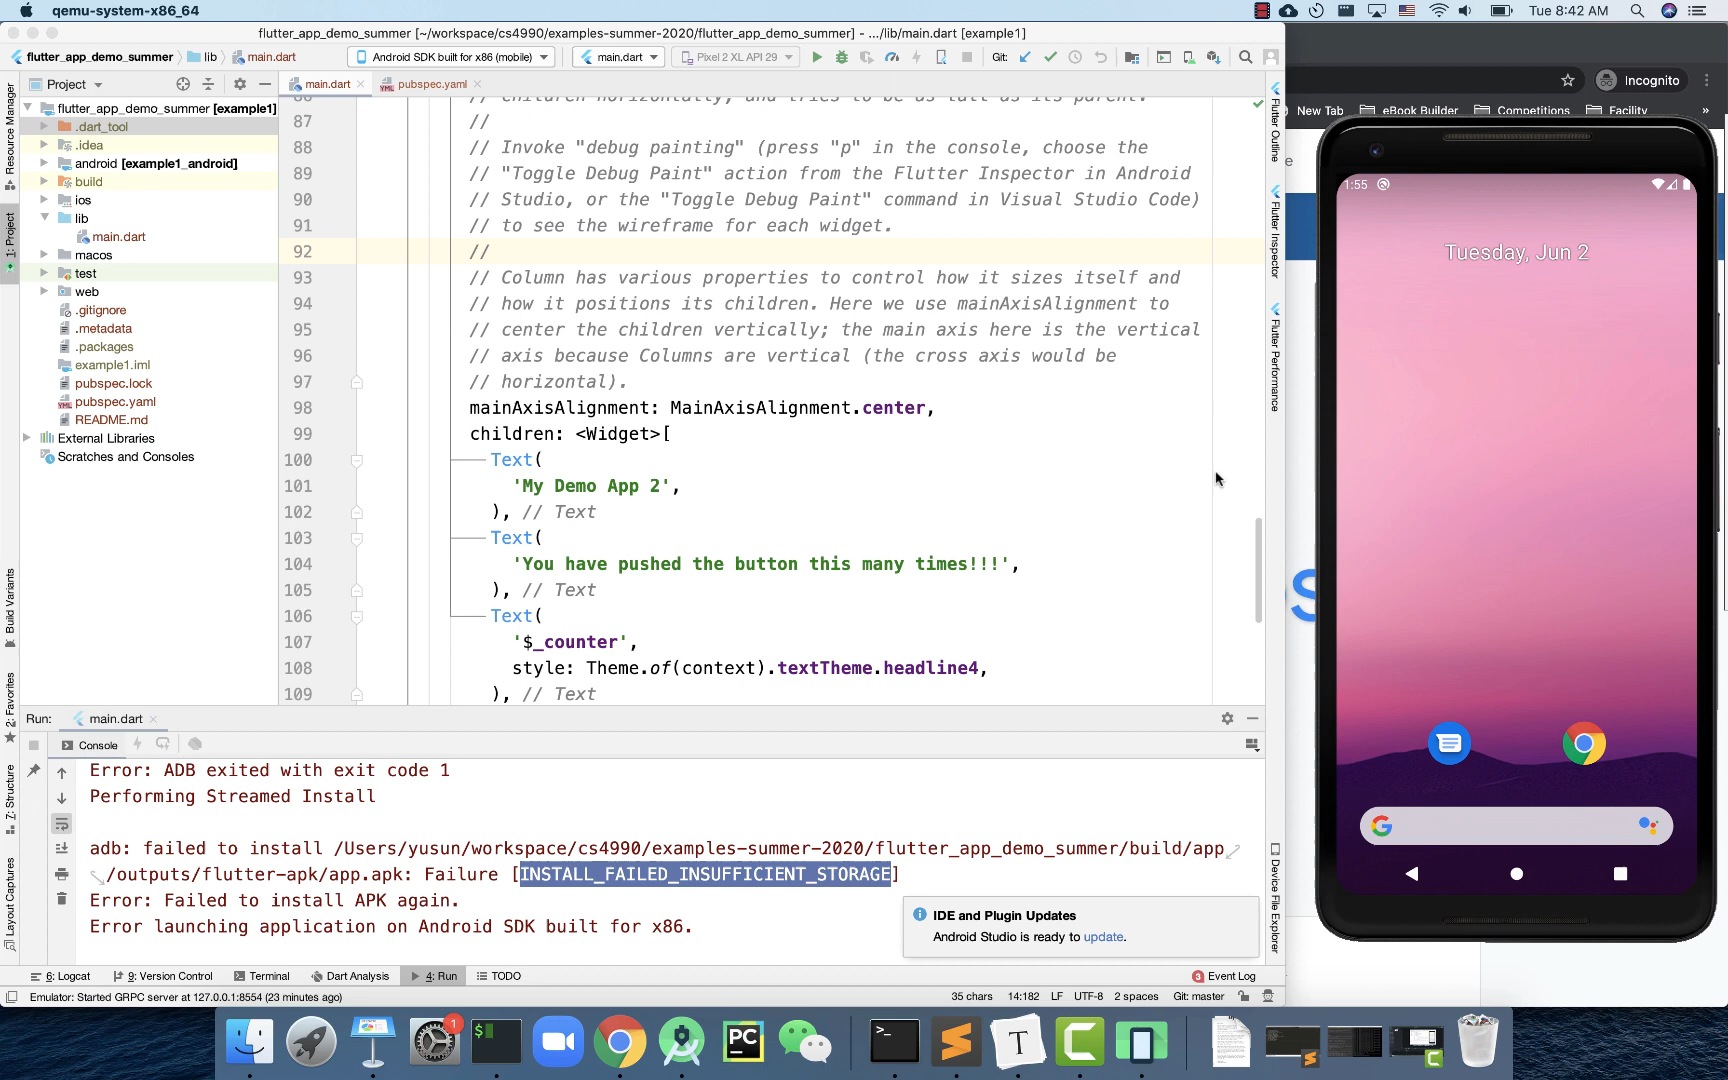 qemu-system-x86_64
Tue 8:42 AM
flutter_app_demo_summer [~/workspace/cs4990/examples-summer-2020/flutter_app_demo_summer] - .../lib/main.dart [example1]
flutter_app_demo_summer
lib
main.dart
Android SDK built for x86 (mobile)
main.dart
Pixel 2 XL API 29
Git:
Incognito
New Tab
eBook Builder
Competitions
Facility
»
Project
main.dart
pubspec.yaml
Resource Manager
1: Project
Build Variants
2: Favorites
Z: Structure
Layout Captures
flutter_app_demo_summer [example1]
.dart_tool
.idea
android [example1_android]
build
ios
lib
main.dart
macos
test
web
.gitignore
.metadata
.packages
example1.iml
pubspec.lock
pubspec.yaml
README.md
External Libraries
Scratches and Consoles
86 // children horizontally, and tries to be as tall as its parent.
87 //
88 // Invoke "debug painting" (press "p" in the console, choose the
89 // "Toggle Debug Paint" action from the Flutter Inspector in Android
90 // Studio, or the "Toggle Debug Paint" command in Visual Studio Code)
91 // to see the wireframe for each widget.
92 //
93 // Column has various properties to control how it sizes itself and
94 // how it positions its children. Here we use mainAxisAlignment to
95 // center the children vertically; the main axis here is the vertical
96 // axis because Columns are vertical (the cross axis would be
97 // horizontal).
98 mainAxisAlignment: MainAxisAlignment.center,
99 children: <Widget>[
100 Text(
101 'My Demo App 2',
102 ), // Text
103 Text(
104 'You have pushed the button this many times!!!',
105 ), // Text
106 Text(
107 '$_counter',
108 style: Theme.of(context).textTheme.headline4,
109 ), // Text
Flutter Outline
Flutter Inspector
Flutter Performance
Device File Explorer
1:55
Tuesday, Jun 2
Run:
main.dart
Console
Error: ADB exited with exit code 1
Performing Streamed Install
adb: failed to install /Users/yusun/workspace/cs4990/examples-summer-2020/flutter_app_demo_summer/build/app
/outputs/flutter-apk/app.apk: Failure [INSTALL_FAILED_INSUFFICIENT_STORAGE]
Error: Failed to install APK again.
Error launching application on Android SDK built for x86.
IDE and Plugin Updates
Android Studio is ready to update.
6: Logcat
9: Version Control
Terminal
Dart Analysis
4: Run
TODO
3 Event Log
Emulator: Started GRPC server at 127.0.0.1:8554 (23 minutes ago)
35 chars
14:182
LF
UTF-8
2 spaces
Git: master
1
$
PC
>_
T